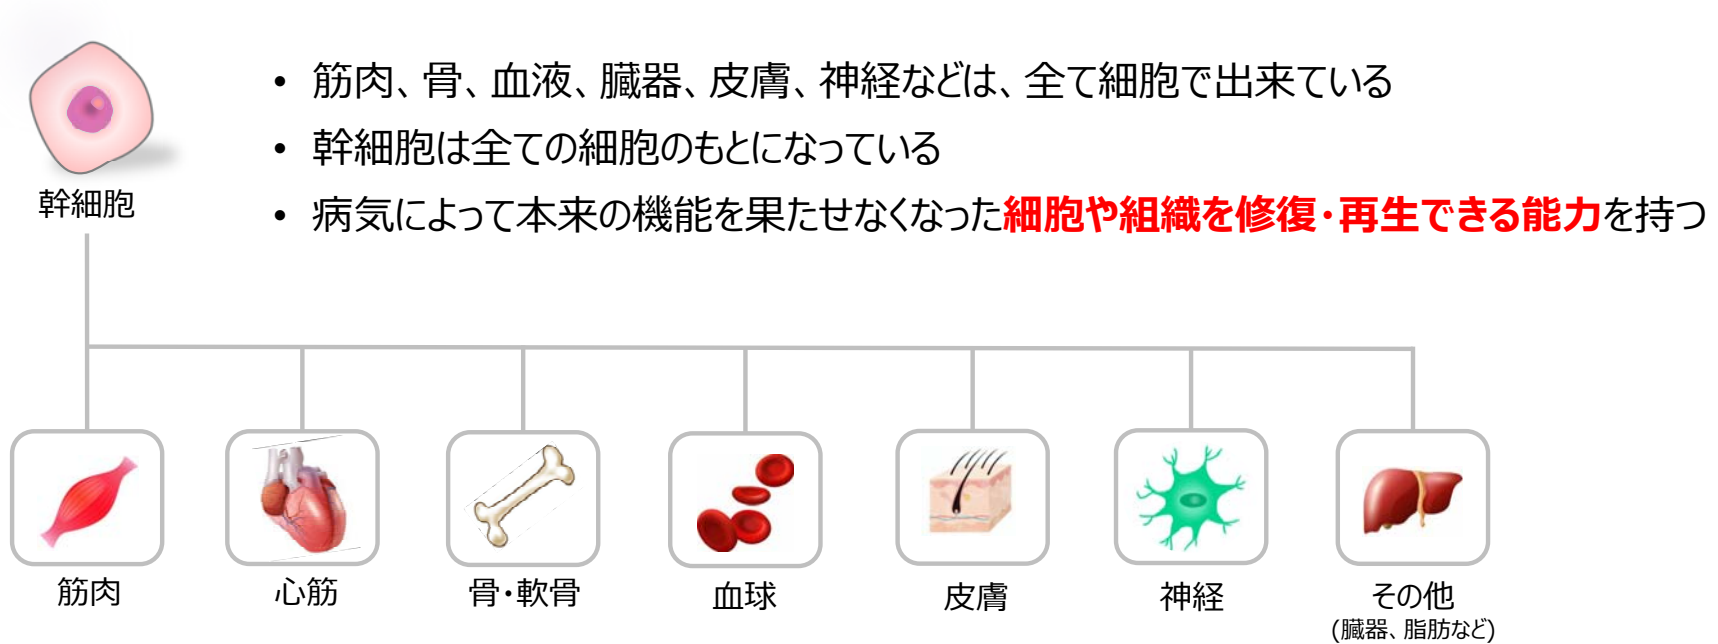 • 筋肉、骨、血液、臓器、皮膚、神経などは、全て細胞で出来ている
• 幹細胞は全ての細胞のもとになっている
• 病気によって本来の機能を果たせなくなった細胞や組織を修復・再生できる能力を持つ
幹細胞
筋肉
心筋
骨・軟骨
血球
皮膚
神経
その他
(臓器、脂肪など)